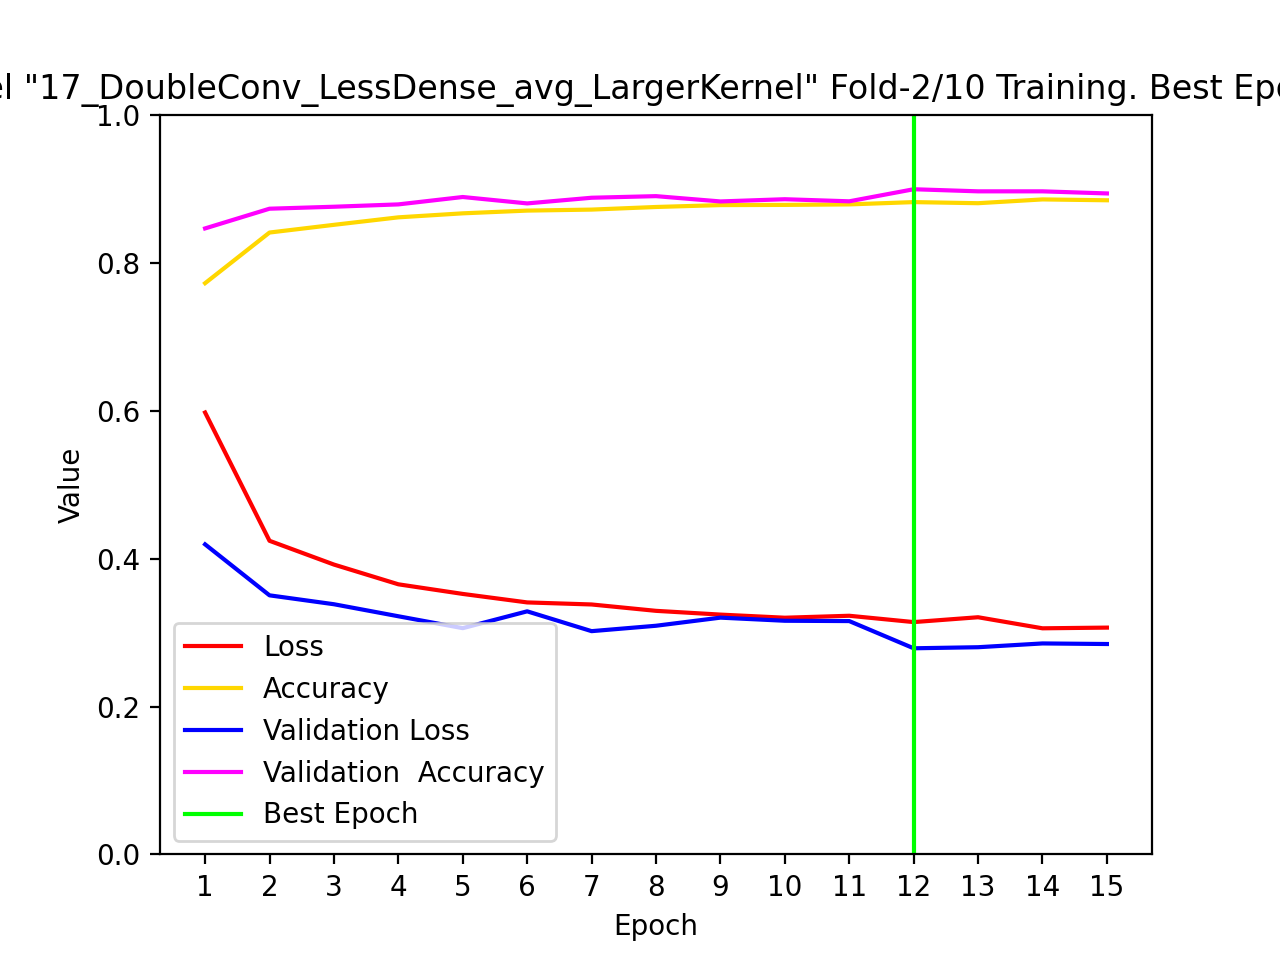 el "17_DoubleConv_LessDense_avg_LargerKernel" Fold-2/10 Training. Best Epo
1.0
0.8
0.6
0.4
0.2
0.0
Value
Loss
Accuracy
Validation Loss
Validation  Accuracy
Best Epoch
1 2 3 4 5 6 7 8 9 10 11 12 13 14 15
Epoch